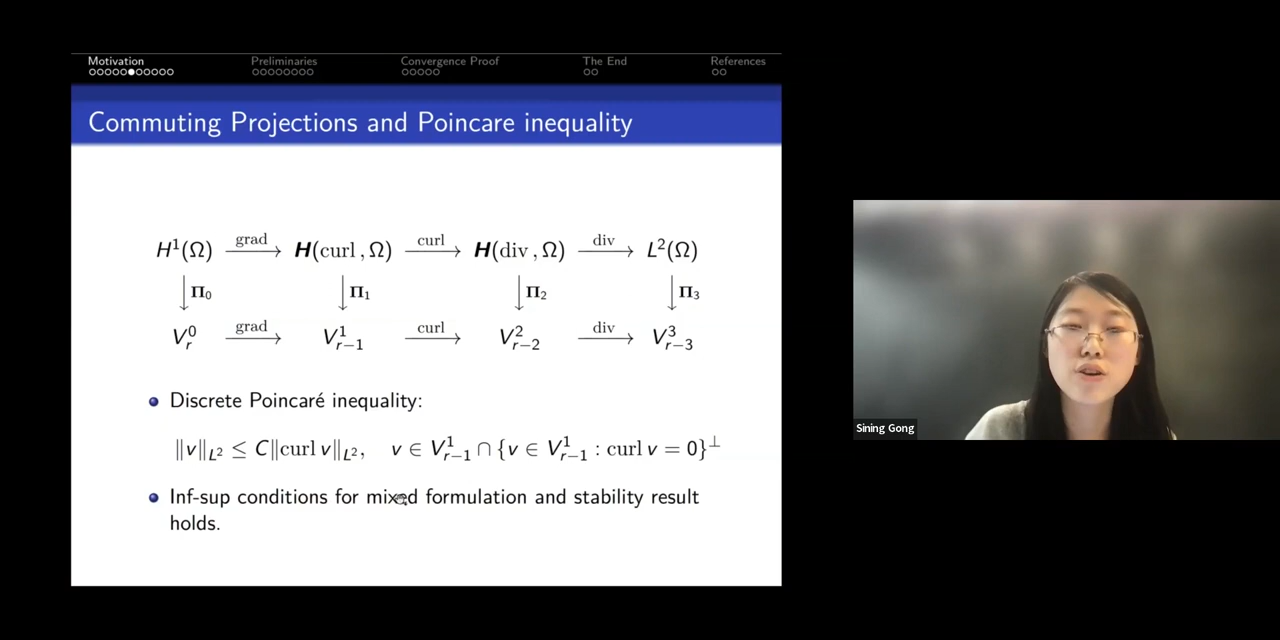 Motivation Preliminaries Convergence Proof The End References
Commuting Projections and Poincare inequality
H¹(Ω) grad H(curl, Ω) curl H(div, Ω) div L²(Ω)
Π₀ Π₁ Π₂ Π₃
V⁰ᵣ grad V¹ᵣ₋₁ curl V²ᵣ₋₂ div V³ᵣ₋₃
Discrete Poincaré inequality:
‖v‖_{L²} ≤ C‖curl v‖_{L²}, v ∈ V¹ᵣ₋₁ ∩ {v ∈ V¹ᵣ₋₁ : curl v = 0}^⊥
Inf-sup conditions for mixed formulation and stability result
holds.
Sining Gong